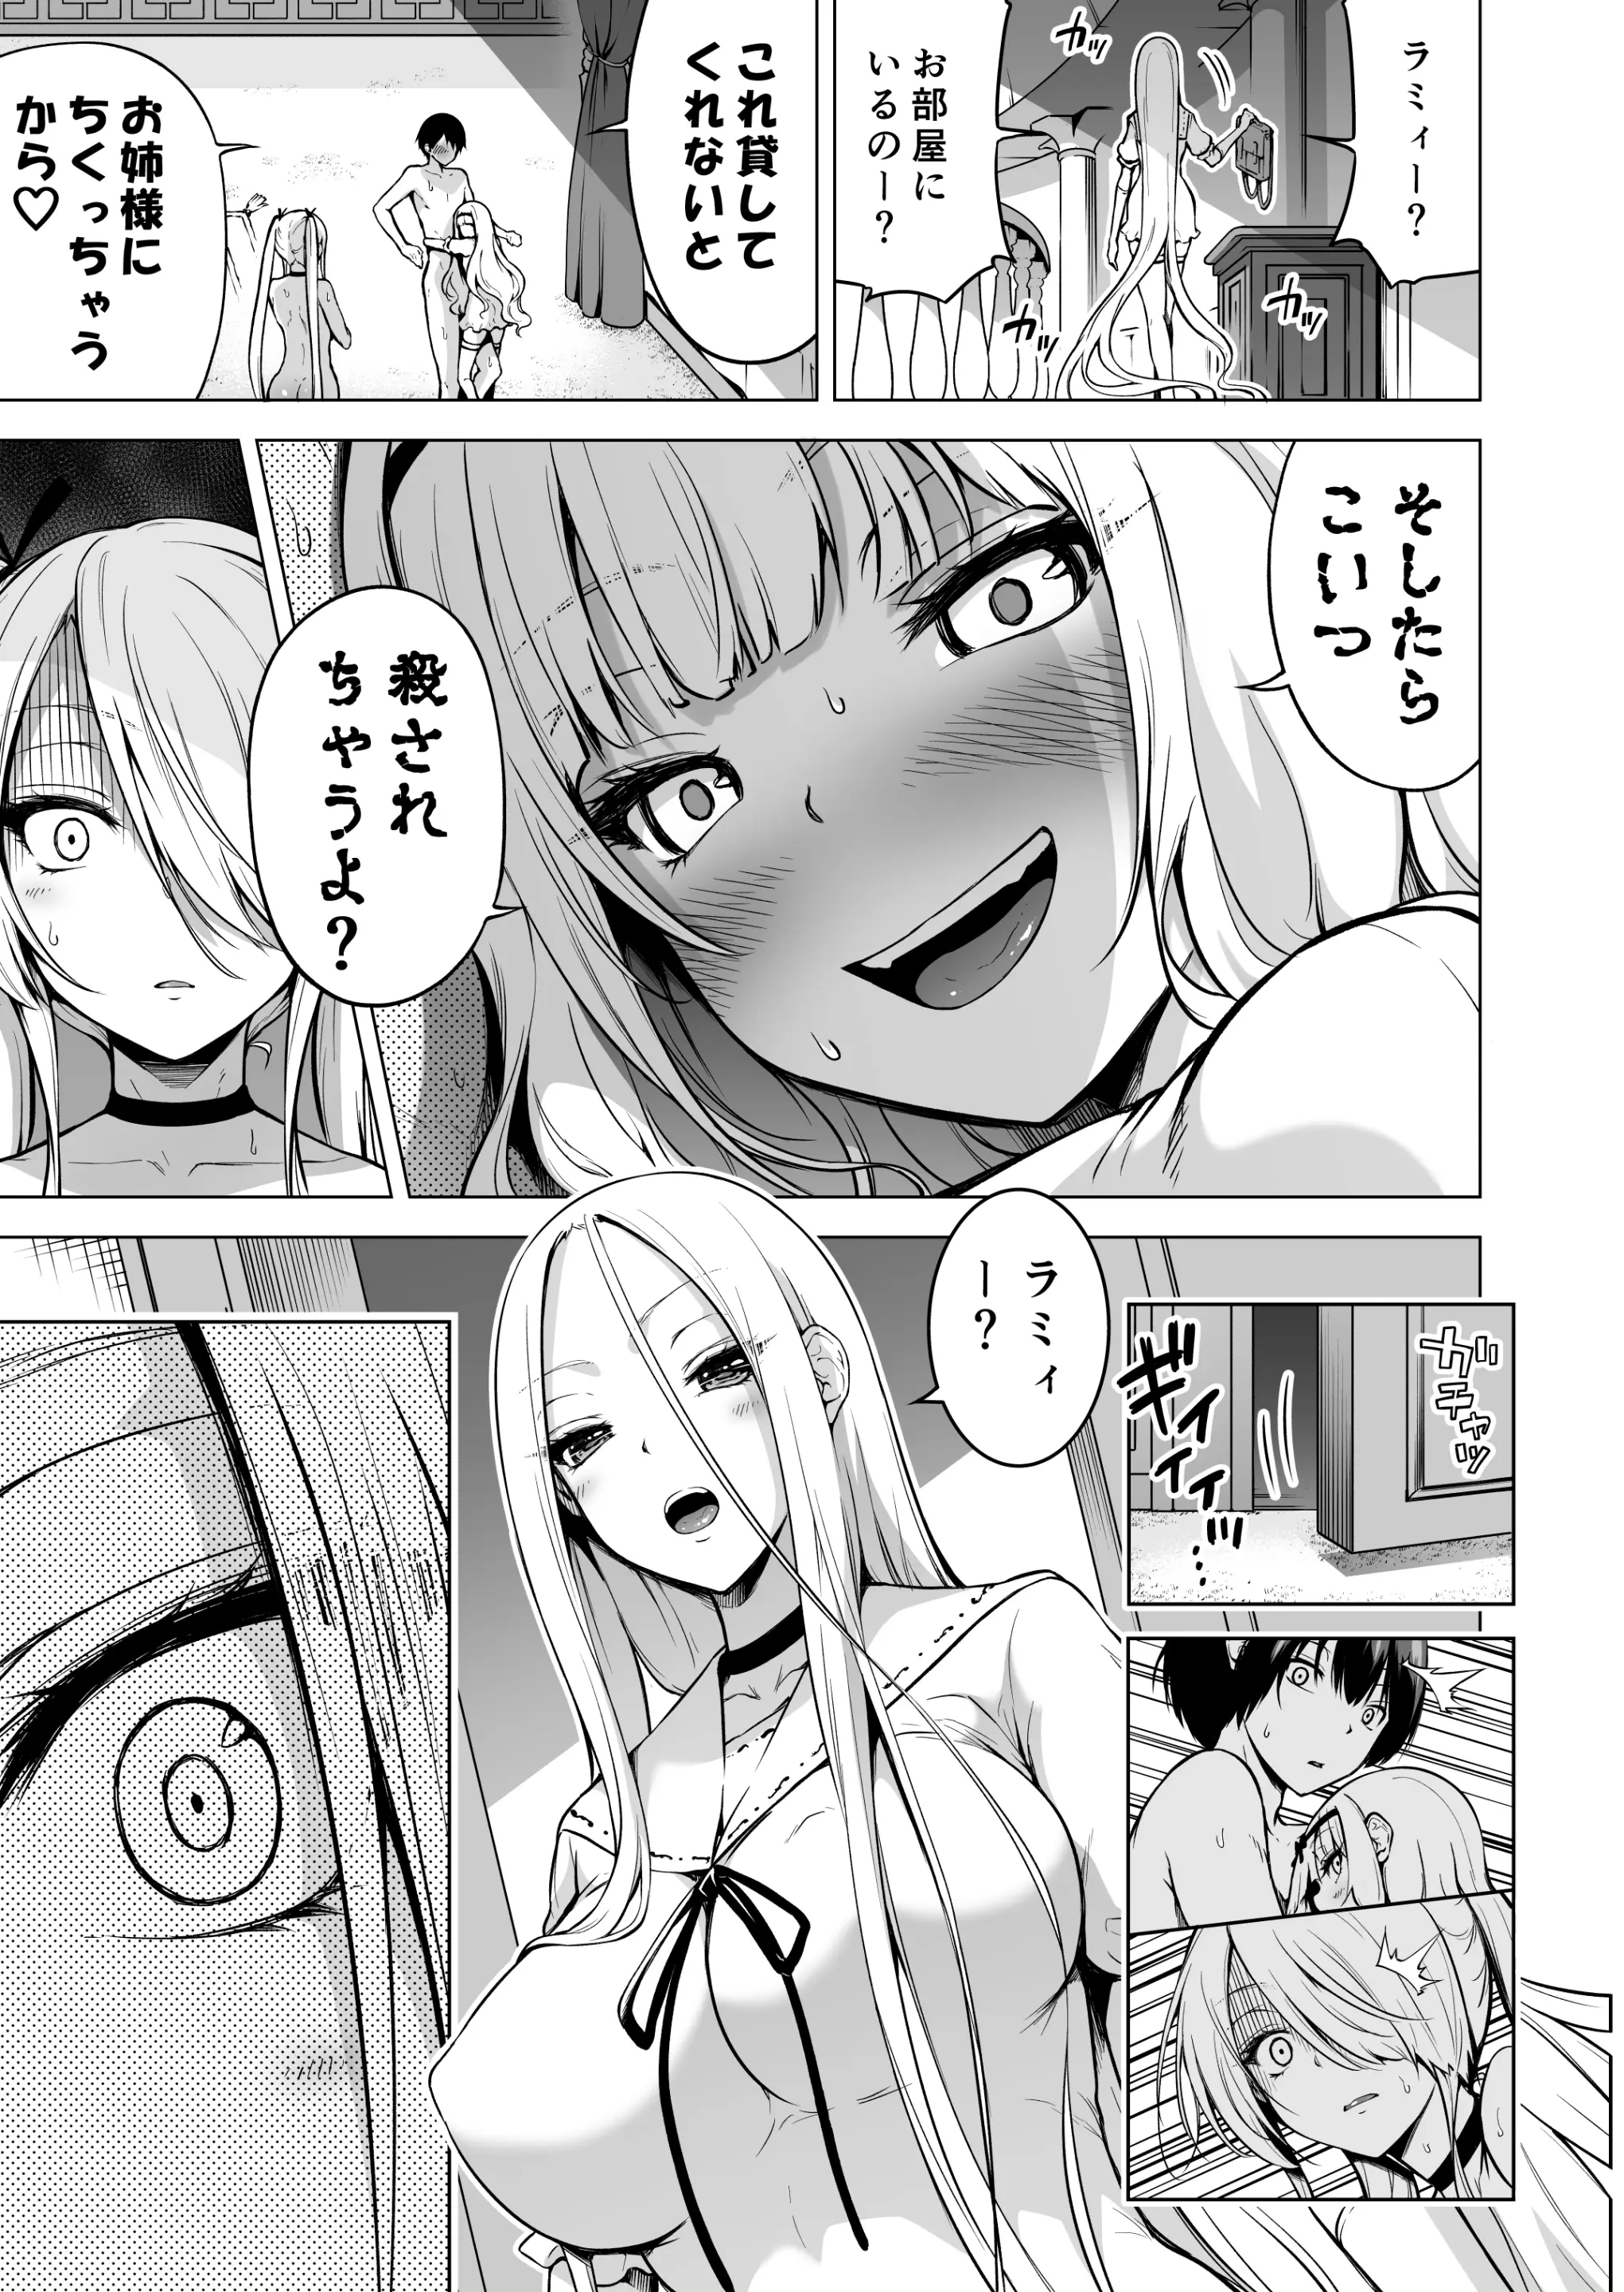 ラミィー?
お部屋に
いるのー?
カッ
カッ
カッ
これ貸して
くれないと
お姉様に
ちくっちゃう
から♡
そしたら
こいつ
殺され
ちゃうよ?
ガチャッ
ギィィィッ…
ラミィ
ー?